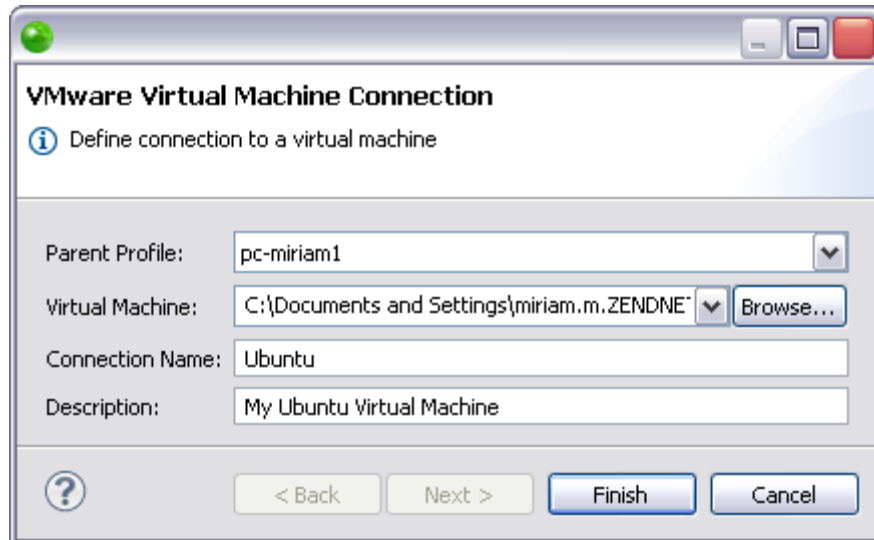 VMware Virtual Machine Connection
Define connection to a virtual machine
Parent Profile: pc-miriam1
Virtual Machine: C:\Documents and Settings\miriam.m.ZENDNET Browse...
Connection Name: Ubuntu
Description: My Ubuntu Virtual Machine
? < Back Next > Finish Cancel